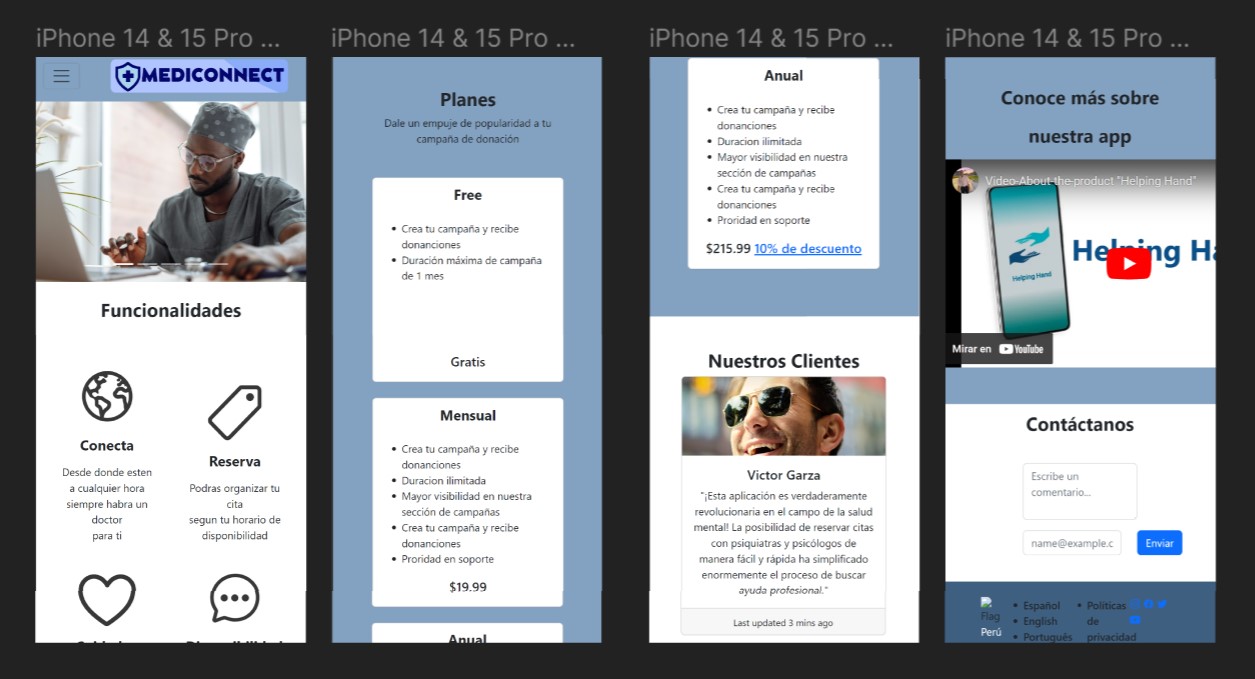 iPhone 14 & 15 Pro ...
MEDICONNECT
Funcionalidades
Conecta
Desde donde esten
a cualquier hora
siempre habra un
doctor
para ti
Reserva
Podras organizar tu
cita
segun tu horario de
disponibilidad
iPhone 14 & 15 Pro ...
Planes
Dale un empuje de popularidad a tu
campaña de donación
Free
• Crea tu campaña y recibe
donanciones
• Duración máxima de campaña
de 1 mes
Gratis
Mensual
• Crea tu campaña y recibe
donanciones
• Duracion ilimitada
• Mayor visibilidad en nuestra
sección de campañas
• Crea tu campaña y recibe
donanciones
• Proridad en soporte
$19.99
Anual
iPhone 14 & 15 Pro ...
Anual
• Crea tu campaña y recibe
donanciones
• Duracion ilimitada
• Mayor visibilidad en nuestra
sección de campañas
• Crea tu campaña y recibe
donanciones
• Proridad en soporte
$215.99 10% de descuento
Nuestros Clientes
Victor Garza
"¡Esta aplicación es verdaderamente
revolucionaria en el campo de la salud
mental! La posibilidad de reservar citas
con psiquiatras y psicólogos de
manera fácil y rápida ha simplificado
enormemente el proceso de buscar
ayuda profesional."
Last updated 3 mins ago
iPhone 14 & 15 Pro ...
Conoce más sobre
nuestra app
Video-About-the-product "Helping Hand"
Helping Ha
Helping Hand
Mirar en YouTube
Contáctanos
Escribe un
comentario...
name@example.c
Enviar
Flag
Perú
• Español
• English
• Português
• Políticas
de
privacidad